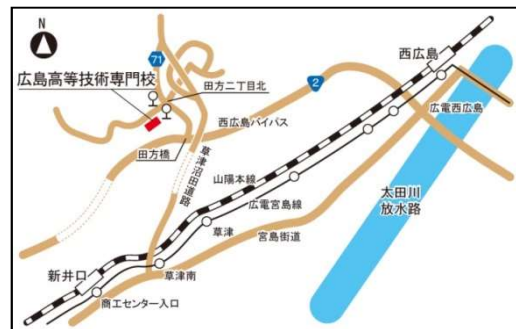 N
71
西広島
広島高等技術専門校
田方二丁目北
2
広電西広島
西広島バイパス
田方橋
草津沼田道路
山陽本線
太田川
放水路
広電宮島線
草津
宮島街道
新井口
草津南
商工センター入口